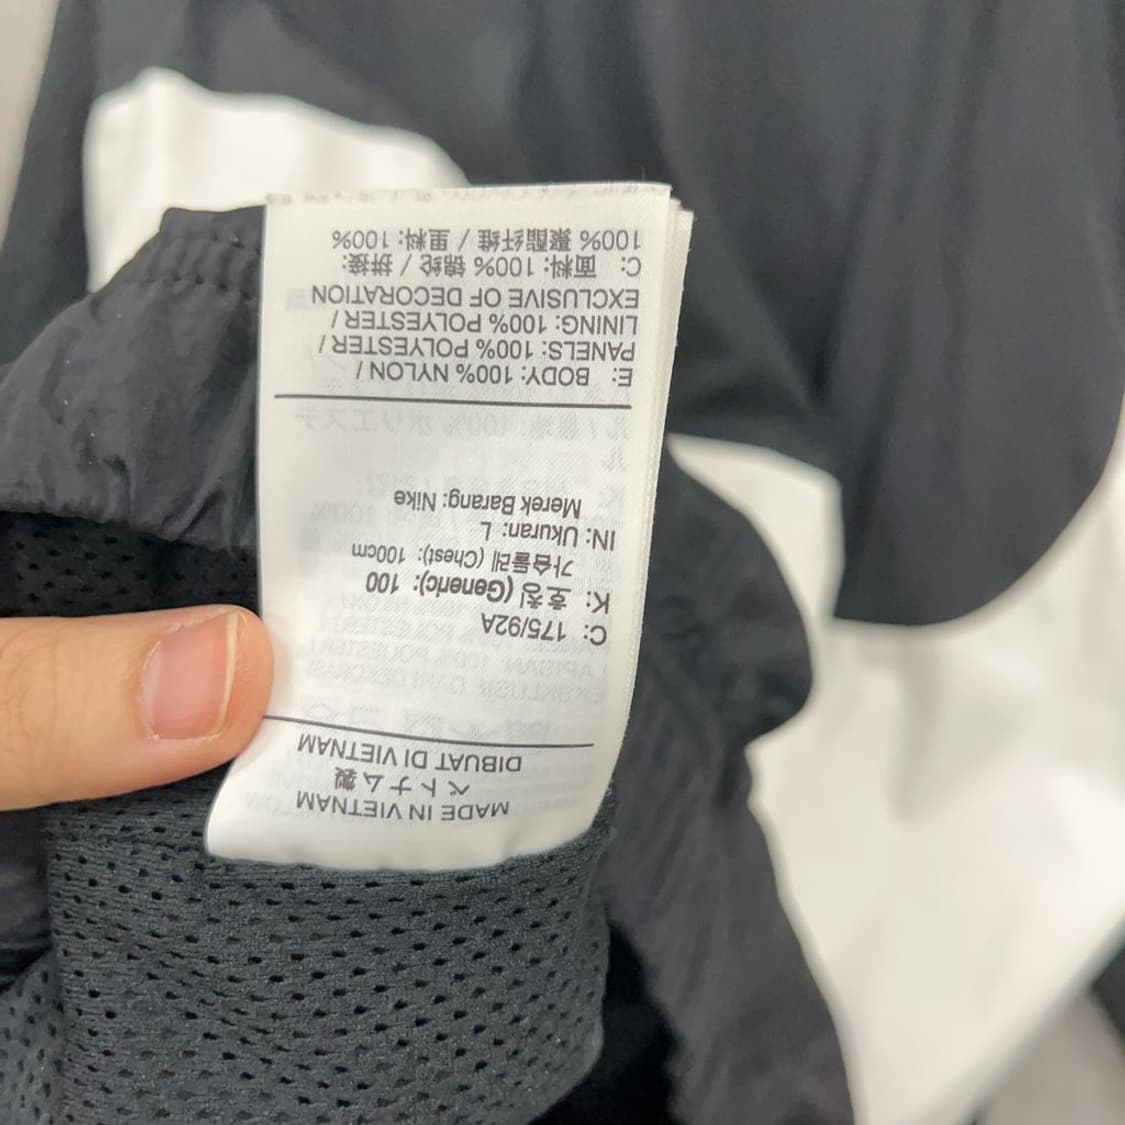 MADE IN VIETNAM
ベトナム製
DIBUAT DI VIETNAM
C: 175/92A
K: 호칭 (Generic): 100
가슴둘레 (Chest): 100cm
IN: Ukuran: L
Merek Barang: Nike
E: BODY: 100% NYLON /
PANELS: 100% POLYESTER /
LINING: 100% POLYESTER /
EXCLUSIVE OF DECORATION
C: 面料: 100% 锦纶 / 拼接:
100% 聚酯纤维 / 里料: 100%